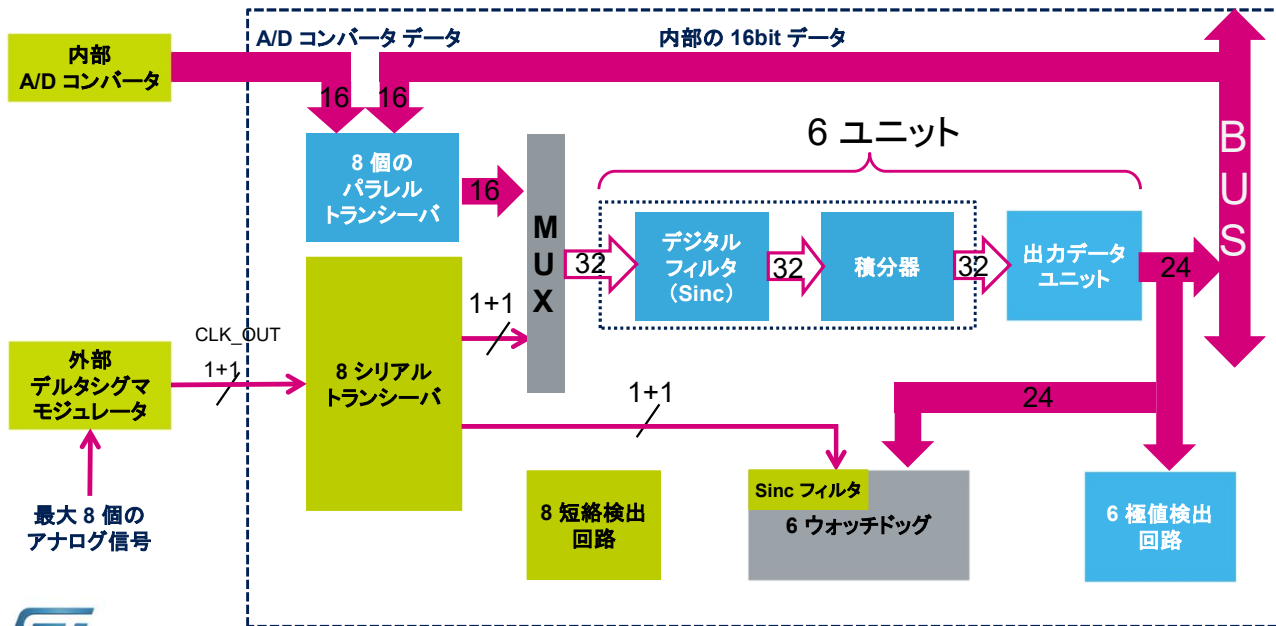 A/D コンバータ データ
内部の 16bit データ
内部
A/D コンバータ
16
16
8 個の
パラレル
トランシーバ
16
6 ユニット
B
U
S
M
U
X
32
デジタル
フィルタ
（Sinc）
32
積分器
32
出力データ
ユニット
24
1+1
CLK_OUT
1+1
外部
デルタシグマ
モジュレータ
8 シリアル
トランシーバ
1+1
24
最大 8 個の
アナログ信号
8 短絡検出
回路
Sinc フィルタ
6 ウォッチドッグ
6 極値検出
回路